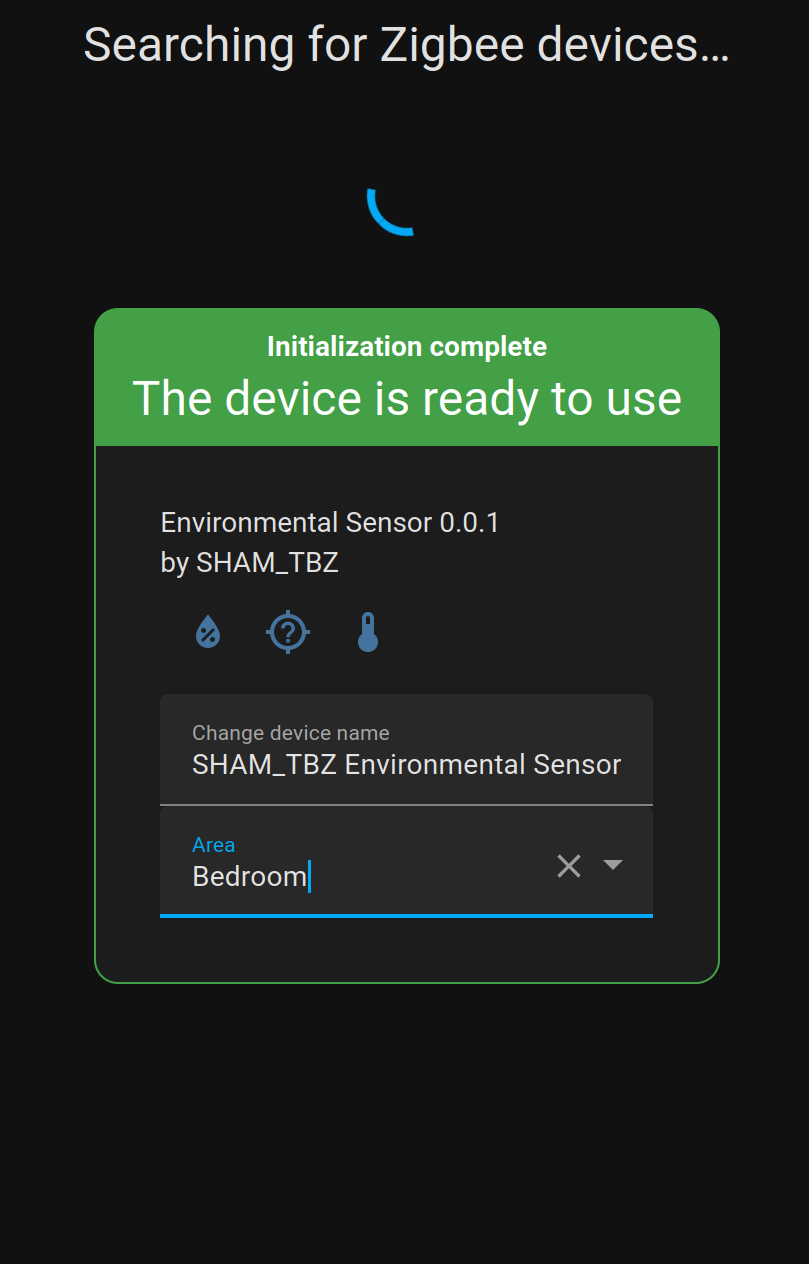 Searching for Zigbee devices…
Initialization complete
The device is ready to use
Environmental Sensor 0.0.1
by SHAM_TBZ
Change device name
SHAM_TBZ Environmental Sensor
Area
Bedroom